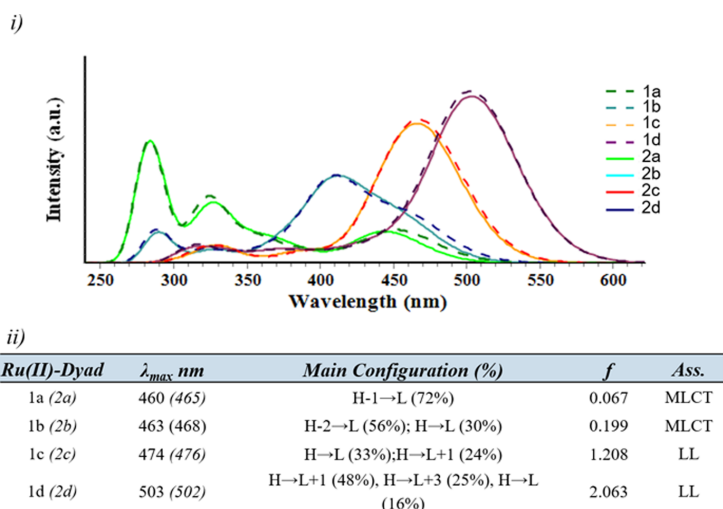 i)
Intensity (a.u.)
1a
1b
1c
1d
2a
2b
2c
2d
250 300 350 400 450 500 550 600
Wavelength (nm)
ii)
Ru(II)-Dyad λmax nm Main Configuration (%) f Ass.
1a (2a) 460 (465) H-1→L (72%) 0.067 MLCT
1b (2b) 463 (468) H-2→L (56%); H→L (30%) 0.199 MLCT
1c (2c) 474 (476) H→L (33%);H→L+1 (24%) 1.208 LL
1d (2d) 503 (502) H→L+1 (48%), H→L+3 (25%), H→L 2.063 LL
(16%)